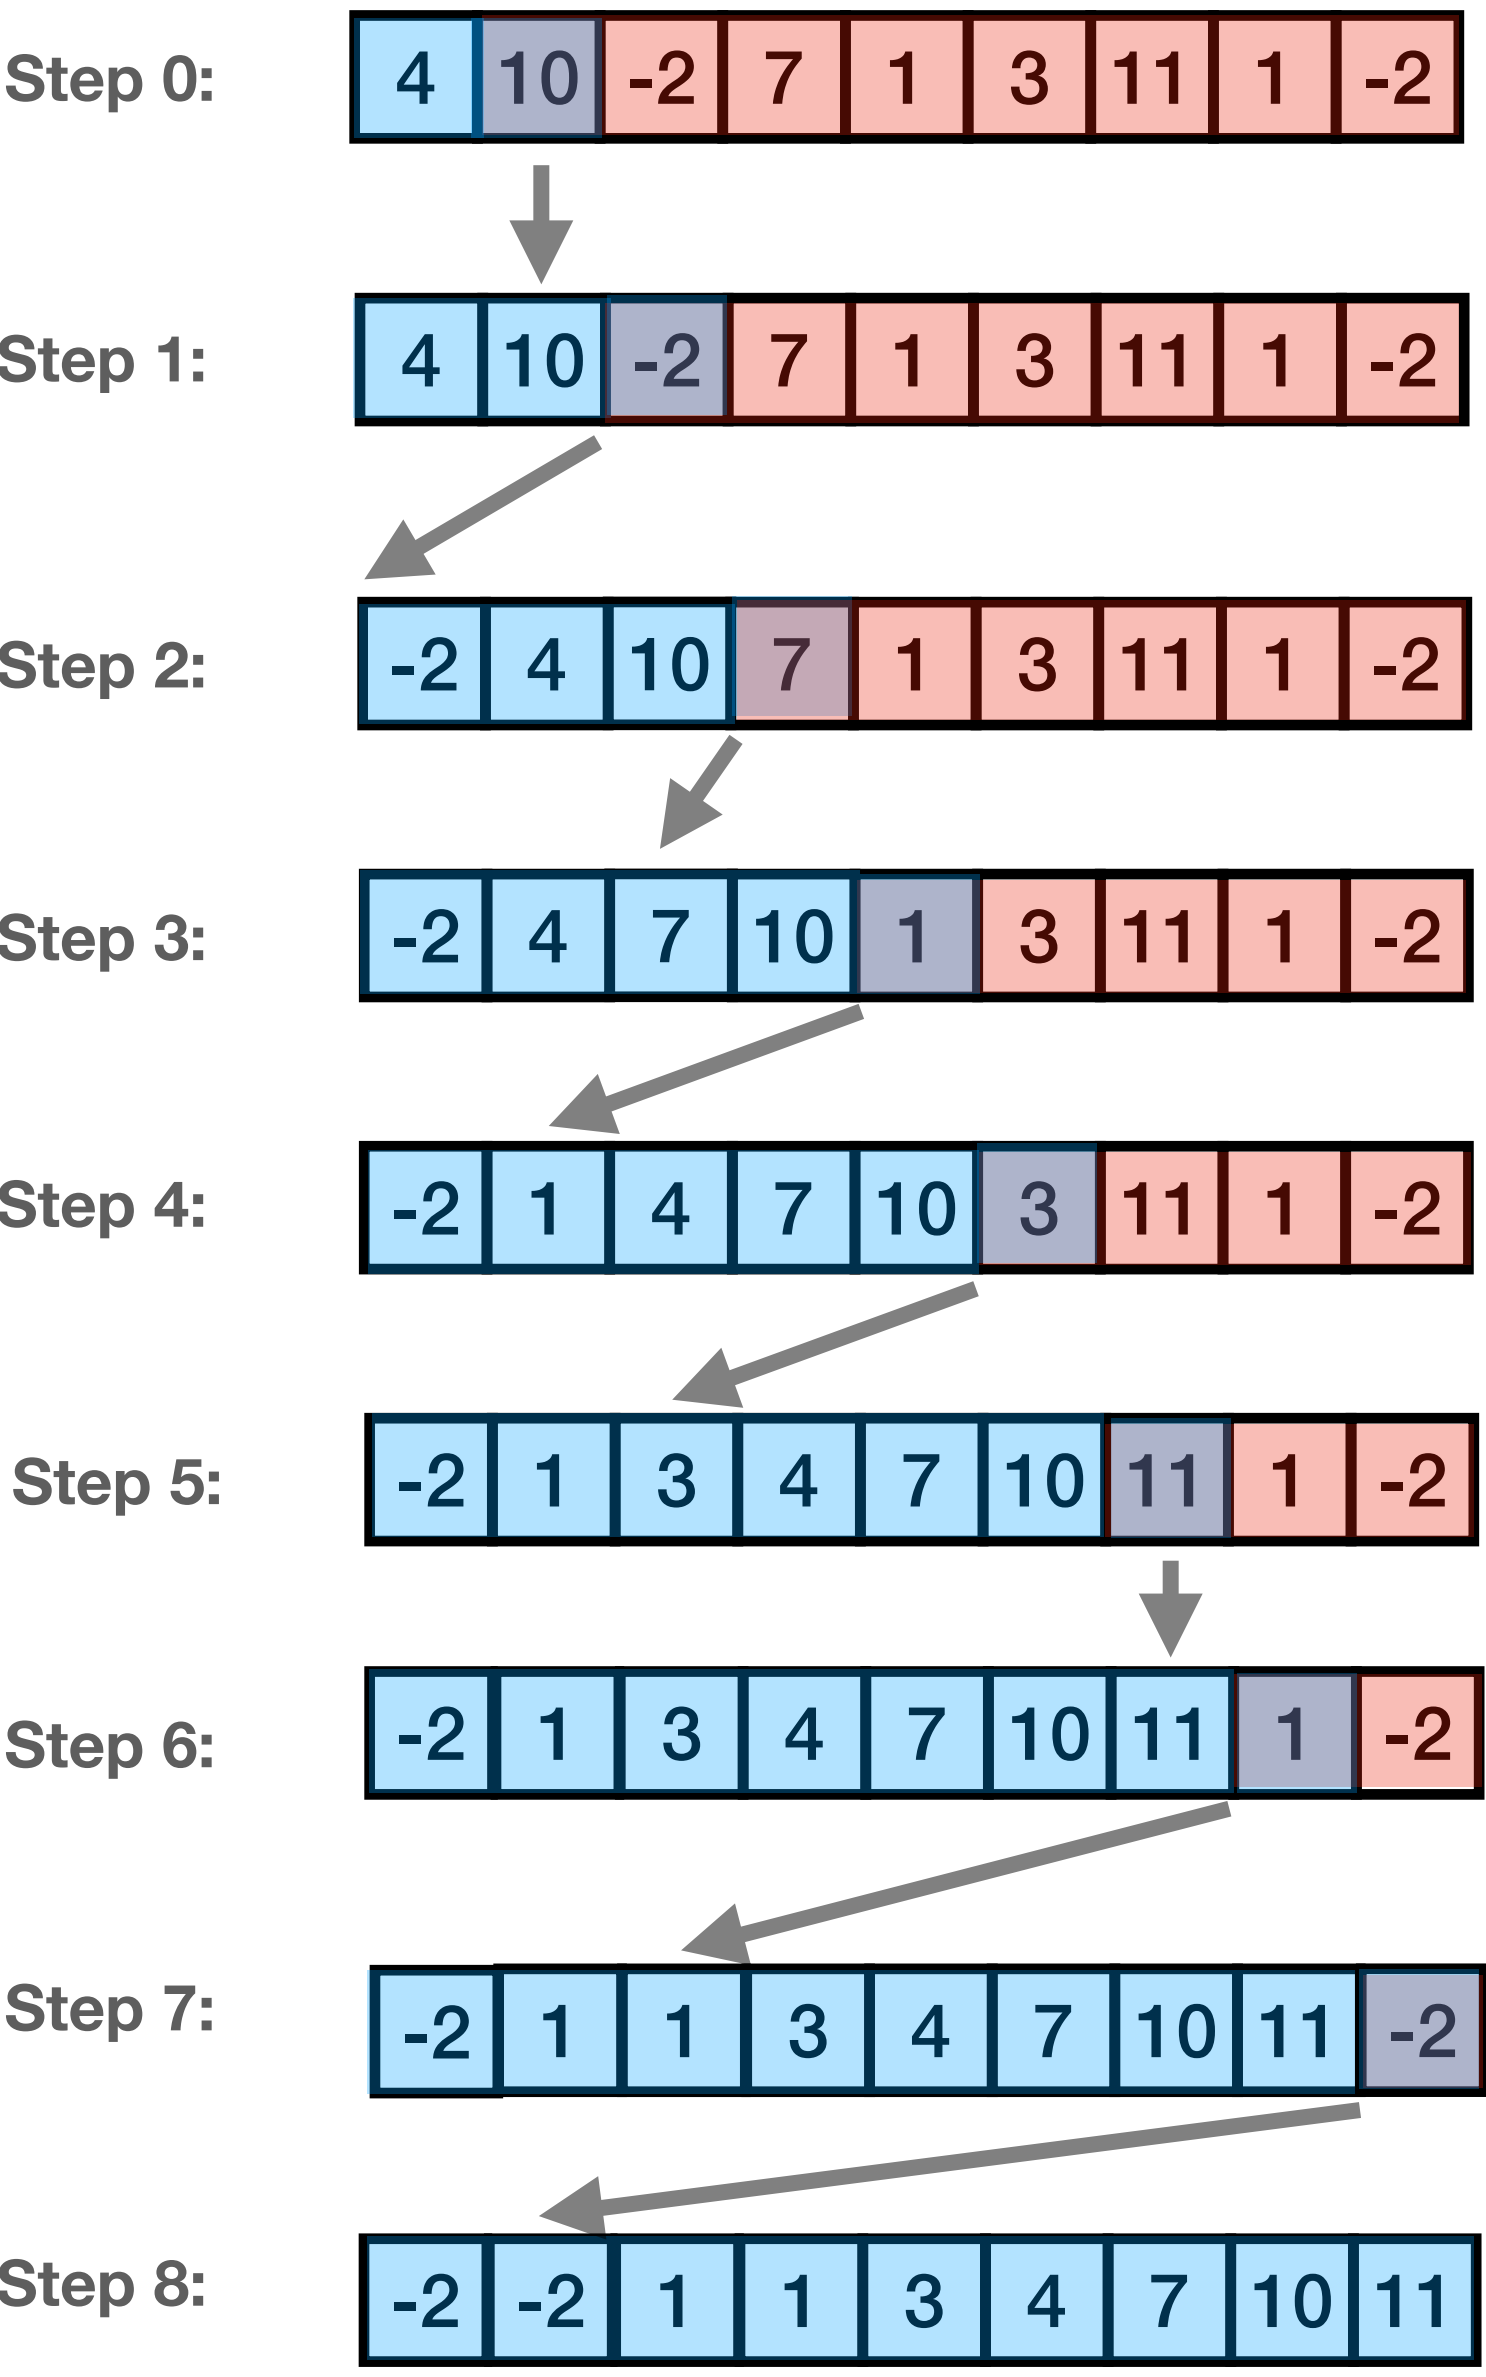 Step 0: 4 10 -2 7 1 3 11 1 -2
Step 1: 4 10 -2 7 1 3 11 1 -2
Step 2: -2 4 10 7 1 3 11 1 -2
Step 3: -2 4 7 10 1 3 11 1 -2
Step 4: -2 1 4 7 10 3 11 1 -2
Step 5: -2 1 3 4 7 10 11 1 -2
Step 6: -2 1 3 4 7 10 11 1 -2
Step 7: -2 1 1 3 4 7 10 11 -2
Step 8: -2 -2 1 1 3 4 7 10 11